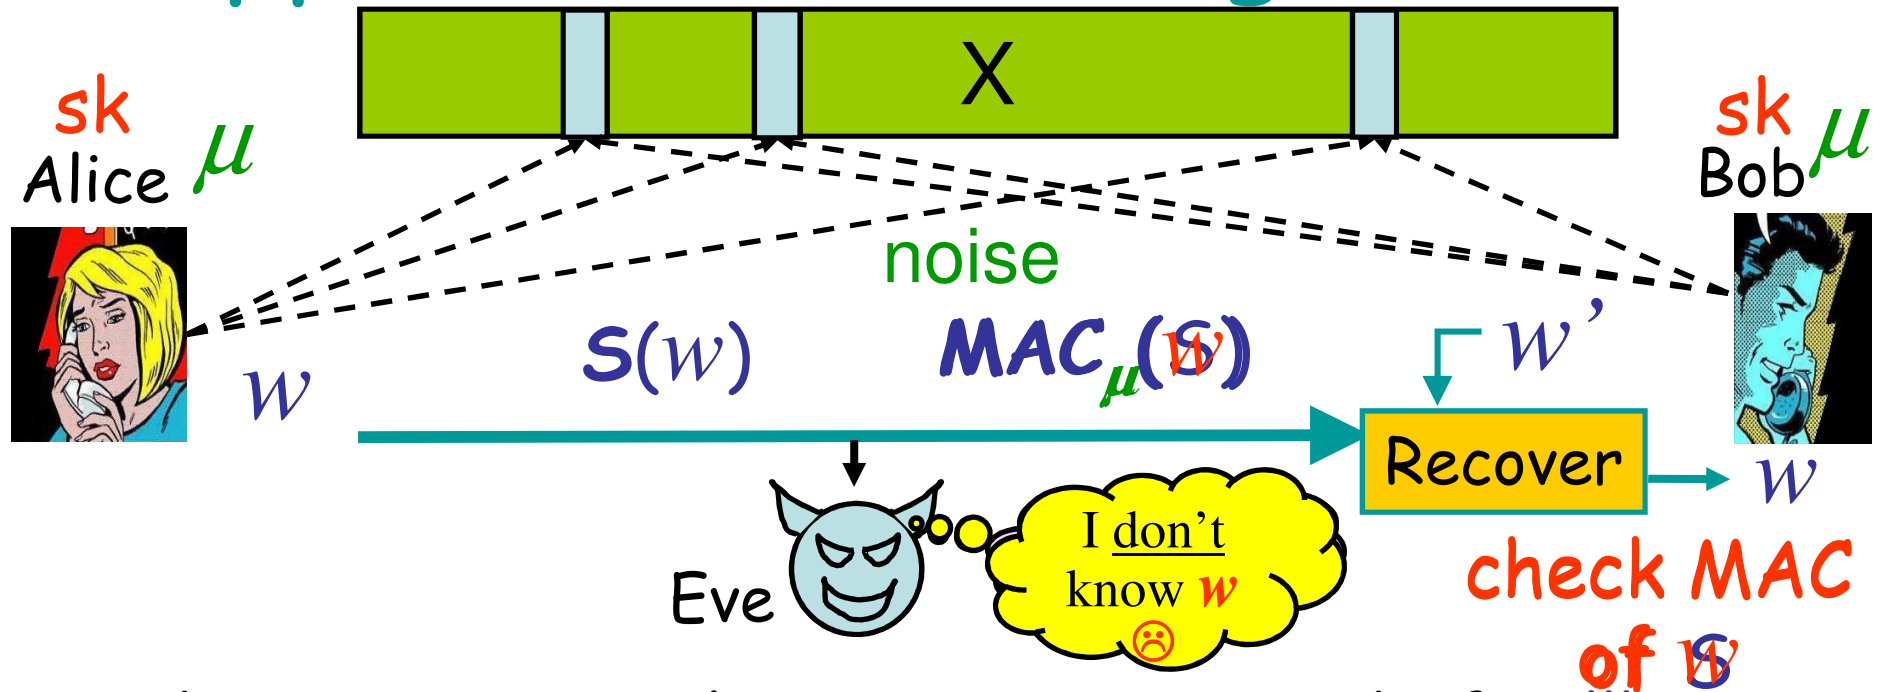 X
sk
μ
Alice
sk
μ
Bob
noise
w
S(w)
MACμ(w)
w’
Recover
w
Eve
I don’t
know w
check MAC
of w